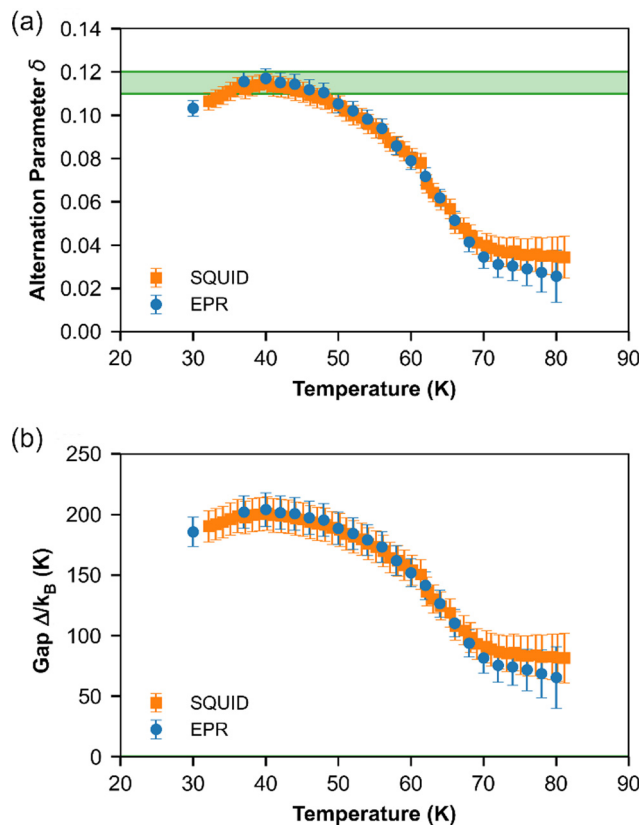 (a)
Alternation Parameter δ
0.14
0.12
0.10
0.08
0.06
0.04
0.02
0.00
SQUID
EPR
20 30 40 50 60 70 80 90
Temperature (K)
(b)
Gap Δ/k_B (K)
250
200
150
100
50
0
SQUID
EPR
20 30 40 50 60 70 80 90
Temperature (K)